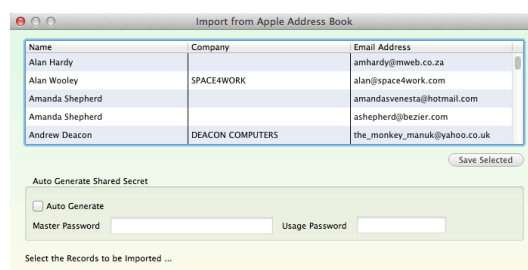 Import from Apple Address Book
Name Company Email Address
Alan Hardy amhardy@mweb.co.za
Alan Wooley SPACE4WORK alan@space4work.com
Amanda Shepherd amandasvenesta@hotmail.com
Amanda Shepherd ashepherd@bezier.com
Andrew Deacon DEACON COMPUTERS the_monkey_manuk@yahoo.co.uk
Save Selected
Auto Generate Shared Secret
Auto Generate
Master Password Usage Password
Select the Records to be Imported ...